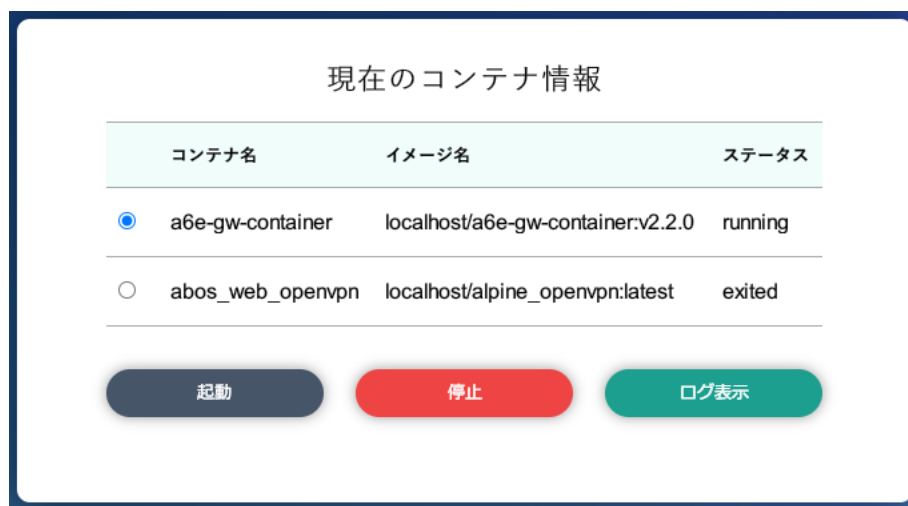 現在のコンテナ情報
コンテナ名 イメージ名 ステータス
a6e-gw-container localhost/a6e-gw-container:v2.2.0 running
abos_web_openvpn localhost/alpine_openvpn:latest exited
起動 停止 ログ表示